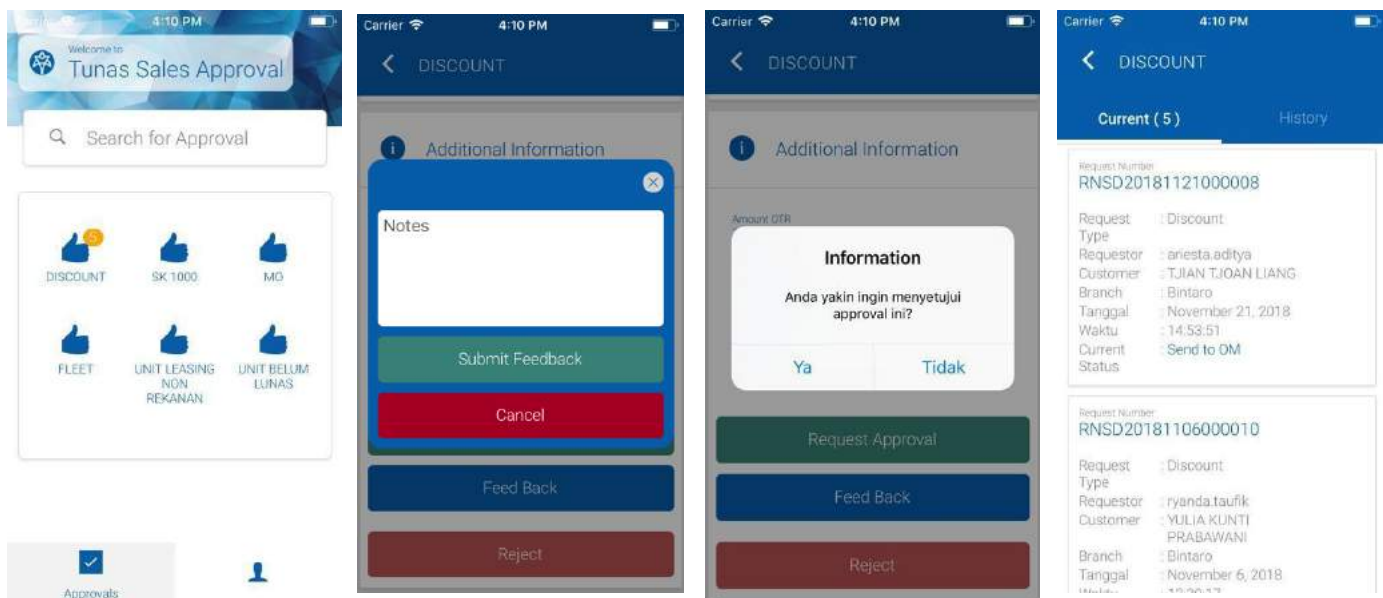 4:10 PM
Welcome to
Tunas Sales Approval
Search for Approval
5
DISCOUNT
SK 1000
MO
FLEET
UNIT LEASING
NON
REKANAN
UNIT BELUM
LUNAS
Approvals
Carrier
4:10 PM
DISCOUNT
Additional Information
Notes
Submit Feedback
Cancel
Feed Back
Reject
Carrier
4:10 PM
DISCOUNT
Additional Information
Amount OTR
Information
Anda yakin ingin menyetujui
approval ini?
Ya
Tidak
Request Approval
Feed Back
Reject
Carrier
4:10 PM
DISCOUNT
Current ( 5 )
History
Request Number
RNSD20181121000008
Request : Discount
Type
Requestor : ariesta.aditya
Customer : TJIAN TJOAN LIANG
Branch : Bintaro
Tanggal : November 21, 2018
Waktu : 14:53:51
Current : Send to OM
Status
Request Number
RNSD20181106000010
Request : Discount
Type
Requestor : ryanda.taufik
Customer : YULIA KUNTI
PRABAWANI
Branch : Bintaro
Tanggal : November 6, 2018